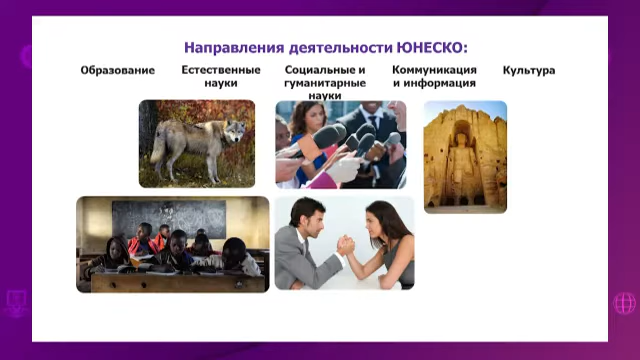 Направления деятельности ЮНЕСКО:
Образование
Естественные
науки
Социальные и
гуманитарные
науки
Коммуникация
и информация
Культура